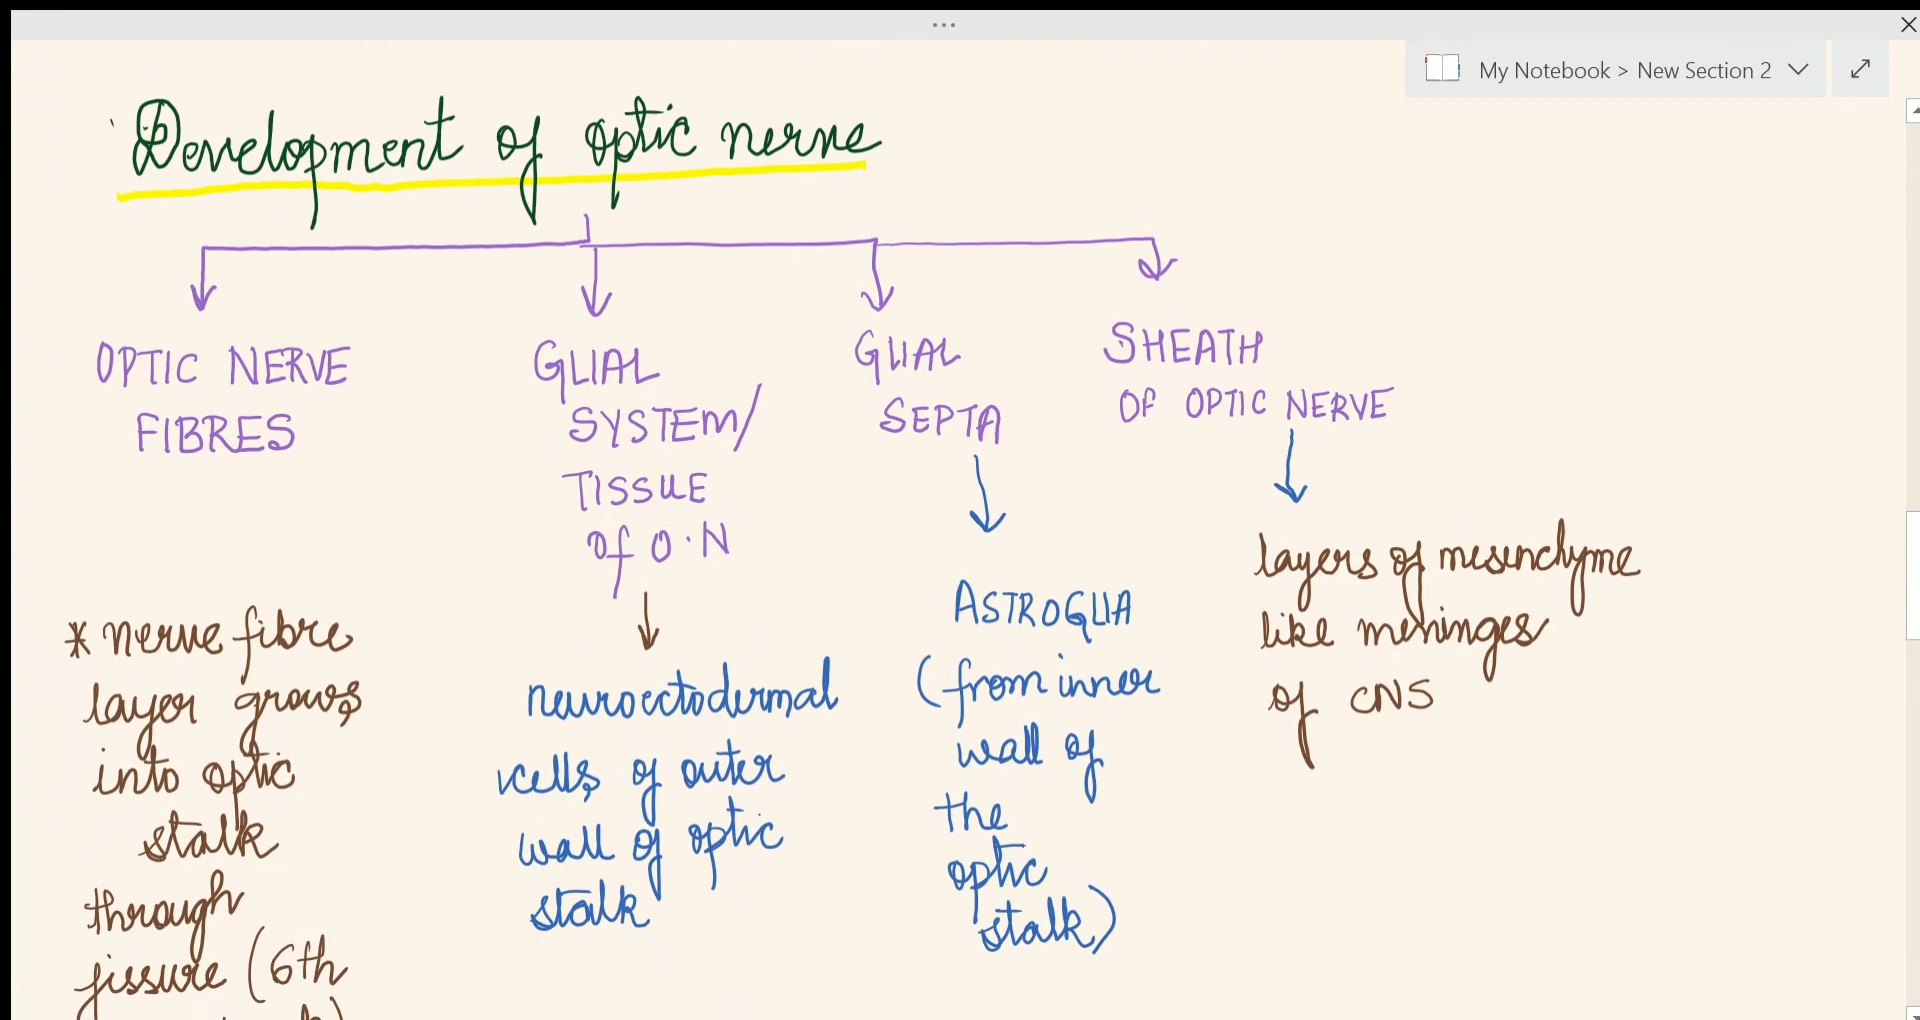 My Notebook > New Section 2
Development of optic nerve
OPTIC NERVE
FIBRES
* nerve fibre
layer grows
into optic
stalk
through
fissure (6th
GLIAL
SYSTEM/
TISSUE
of O.N
neuroectodermal
cells of outer
wall of optic
stalk
GLIAL
SEPTA
ASTROGLIA
(from inner
wall of
the
optic
stalk)
SHEATH
OF OPTIC NERVE
layers of mesenchyme
like meninges
of CNS